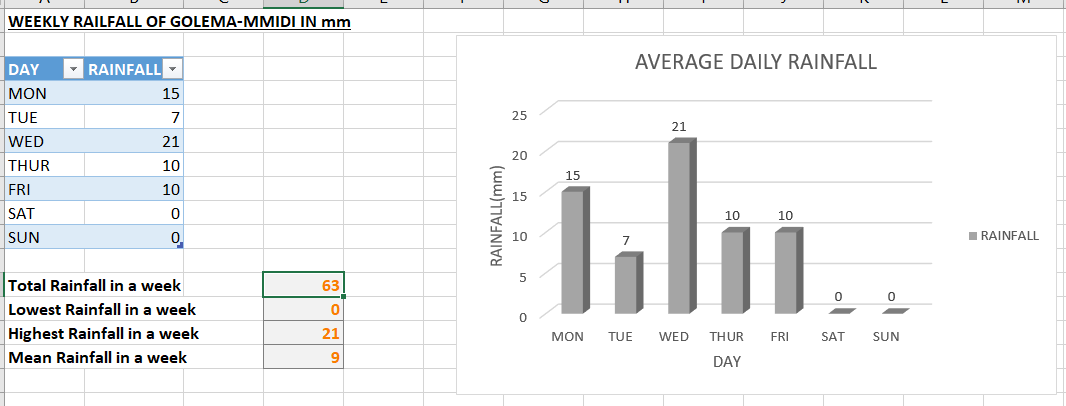 WEEKLY RAILFALL OF GOLEMA-MMIDI IN mm
DAY RAINFALL
MON 15
TUE 7
WED 21
THUR 10
FRI 10
SAT 0
SUN 0
Total Rainfall in a week 63
Lowest Rainfall in a week 0
Highest Rainfall in a week 21
Mean Rainfall in a week 9
AVERAGE DAILY RAINFALL
RAINFALL(mm)
25
20
15
10
5
0
15
7
21
10
10
0
0
MON TUE WED THUR FRI SAT SUN
DAY
RAINFALL